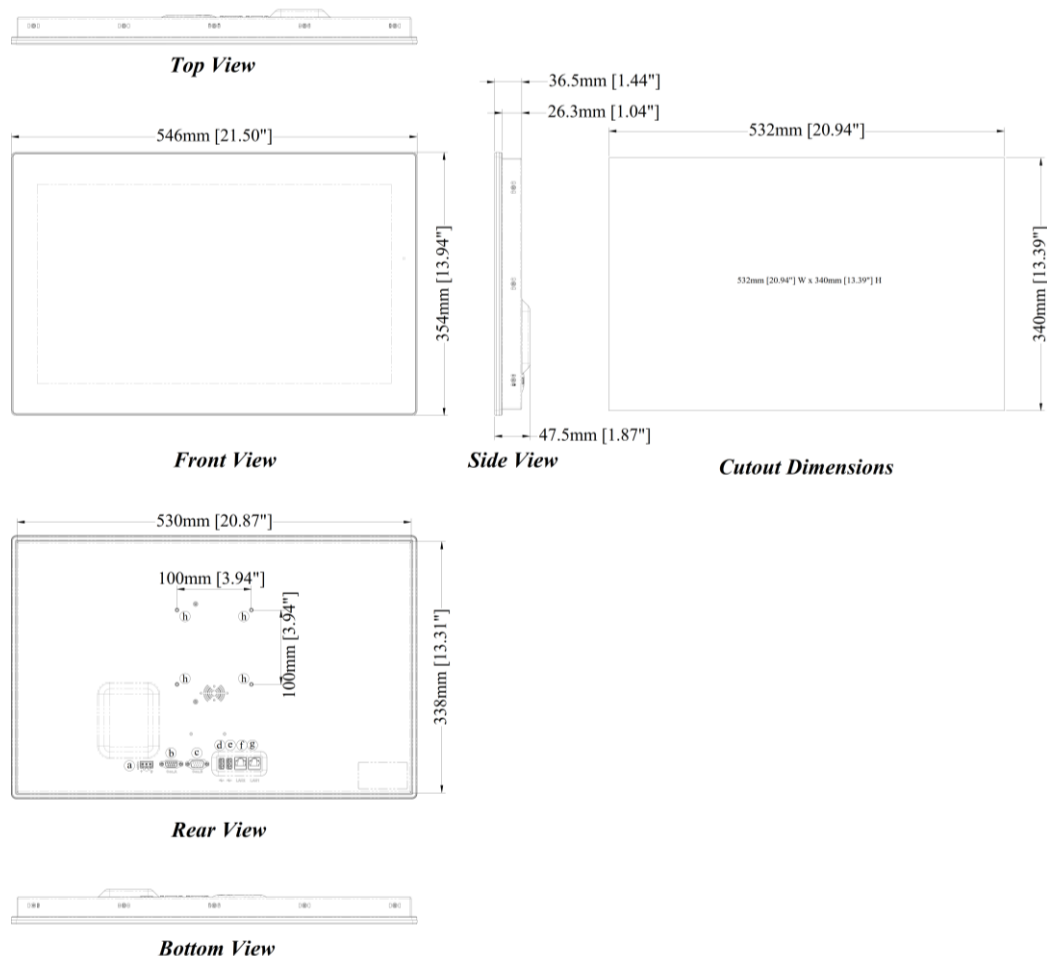 Top View
546mm [21.50"]
354mm [13.94"]
Front View
36.5mm [1.44"]
26.3mm [1.04"]
47.5mm [1.87"]
Side View
532mm [20.94"]
532mm [20.94"] W x 340mm [13.39"] H
340mm [13.39"]
Cutout Dimensions
530mm [20.87"]
100mm [3.94"]
h h
100mm [3.94"]
h h
338mm [13.31"]
d e f g
a b c
Rear View
Bottom View